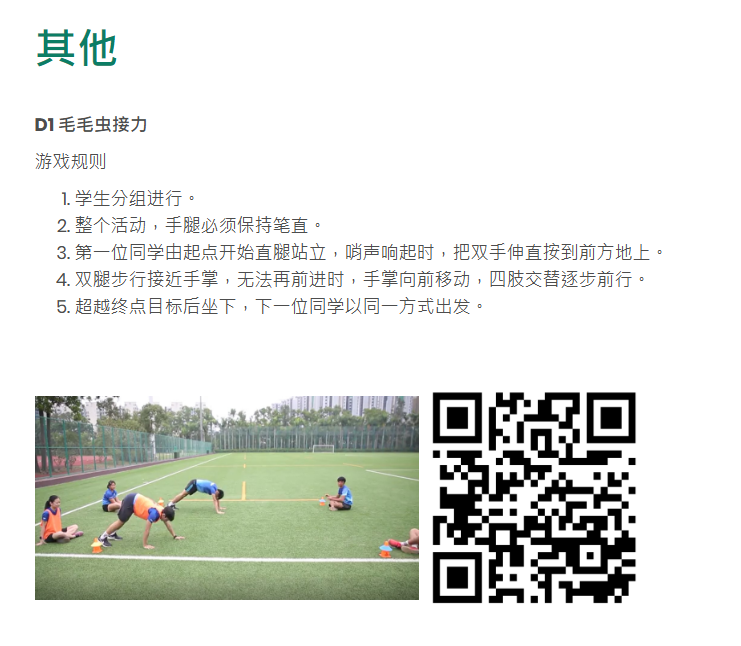 其他
D1 毛毛虫接力
游戏规则
1. 学生分组进行。
2. 整个活动，手腿必须保持笔直。
3. 第一位同学由起点开始直腿站立，哨声响起时，把双手伸直按到前方地上。
4. 双腿步行接近手掌，无法再前进时，手掌向前移动，四肢交替逐步前行。
5. 超越终点目标后坐下，下一位同学以同一方式出发。